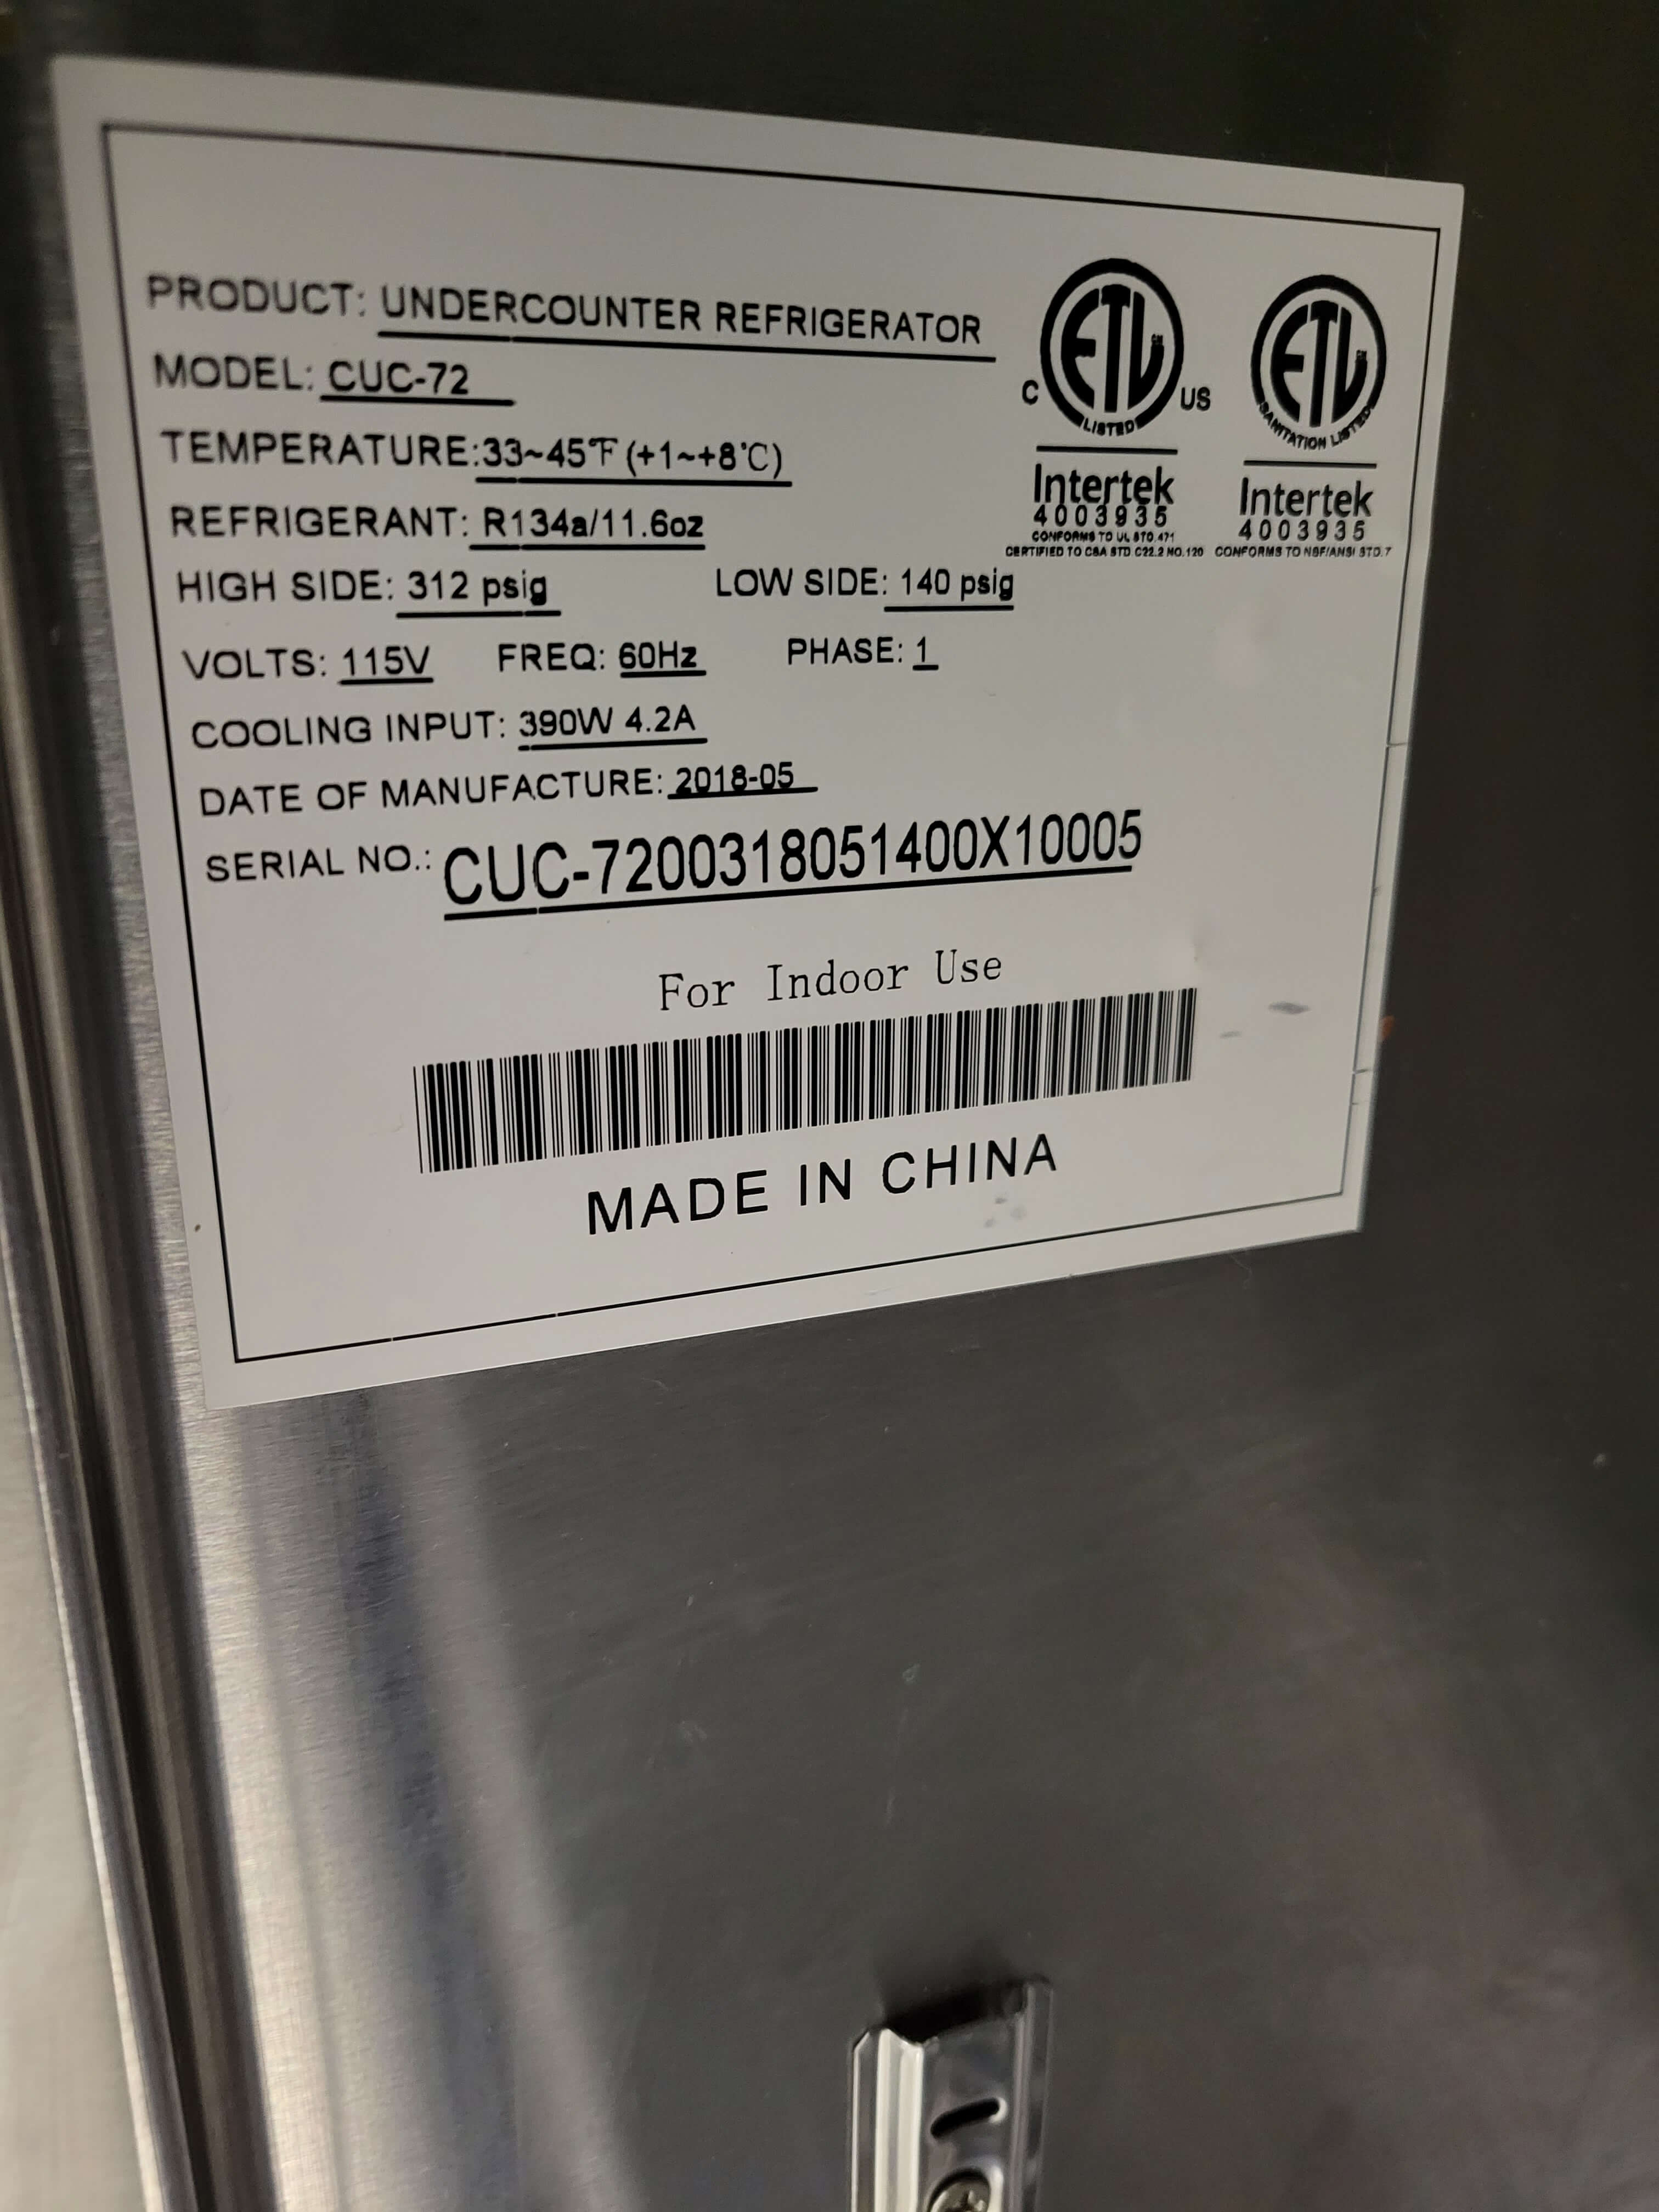 PRODUCT: UNDERCOUNTER REFRIGERATOR
MODEL: CUC-72
TEMPERATURE:33~45℉ (+1~+8℃)
REFRIGERANT: R134a/11.6oz
HIGH SIDE: 312 psig LOW SIDE: 140 psig
VOLTS: 115V FREQ: 60Hz PHASE: 1
COOLING INPUT: 390W 4.2A
DATE OF MANUFACTURE: 2018-05
SERIAL NO.: CUC-7200318051400X10005
For Indoor Use
MADE IN CHINA
C ETL US
LISTED
Intertek
4003935
CONFORMS TO UL STD.471
CERTIFIED TO CSA STD C22.2 NO.120
ETL
SANITATION LISTED
Intertek
4003935
CONFORMS TO NSF/ANSI STD.7